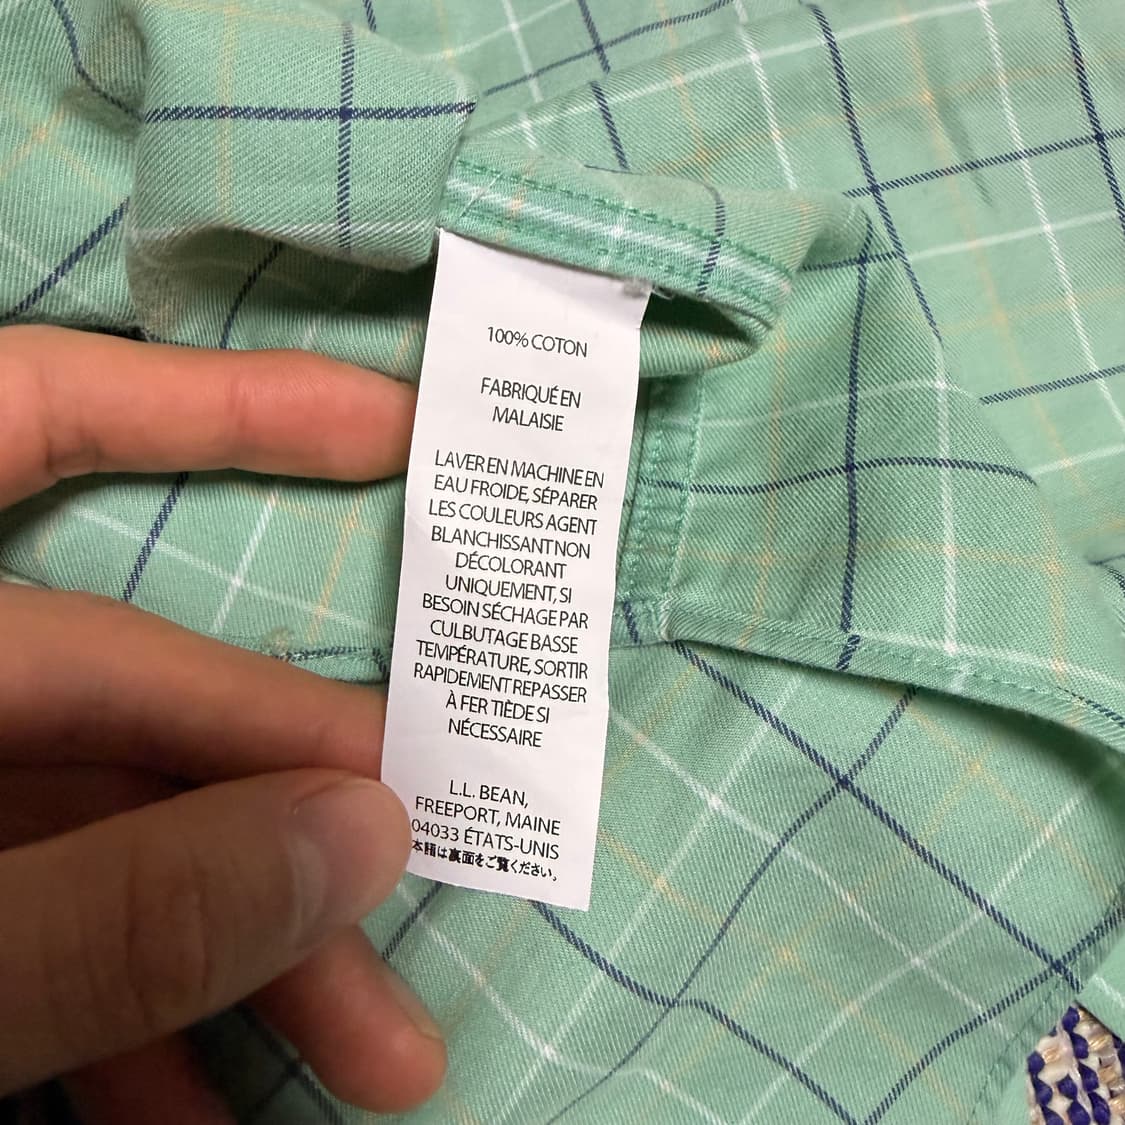 100% COTON
FABRIQUÉ EN
MALAISIE
LAVER EN MACHINE EN
EAU FROIDE, SÉPARER
LES COULEURS AGENT
BLANCHISSANT NON
DÉCOLORANT
UNIQUEMENT, SI
BESOIN SÉCHAGE PAR
CULBUTAGE BASSE
TEMPÉRATURE, SORTIR
RAPIDEMENT REPASSER
À FER TIÈDE SI
NÉCESSAIRE
L.L. BEAN,
FREEPORT, MAINE
04033 ÉTATS-UNIS
本語は裏面をご覧ください。